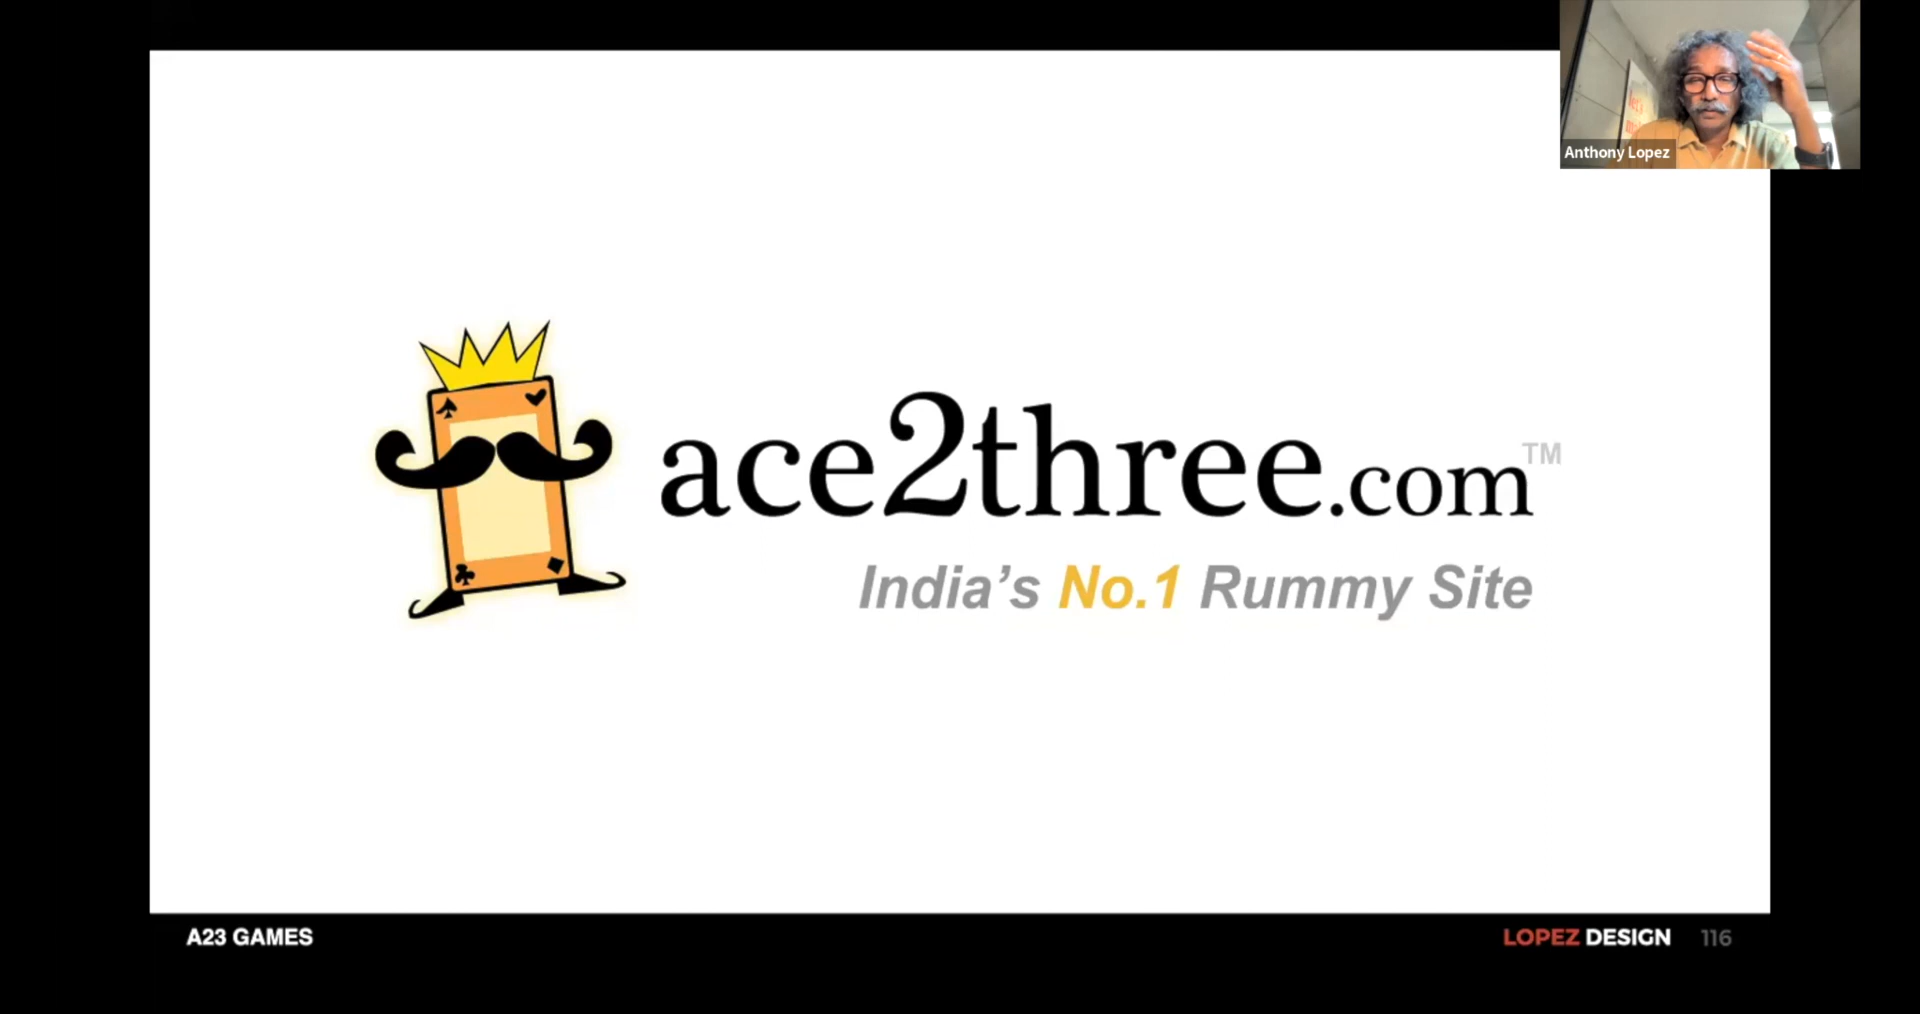 Anthony Lopez
ace2three.com™
India's No.1 Rummy Site
A23 GAMES
LOPEZ DESIGN 116